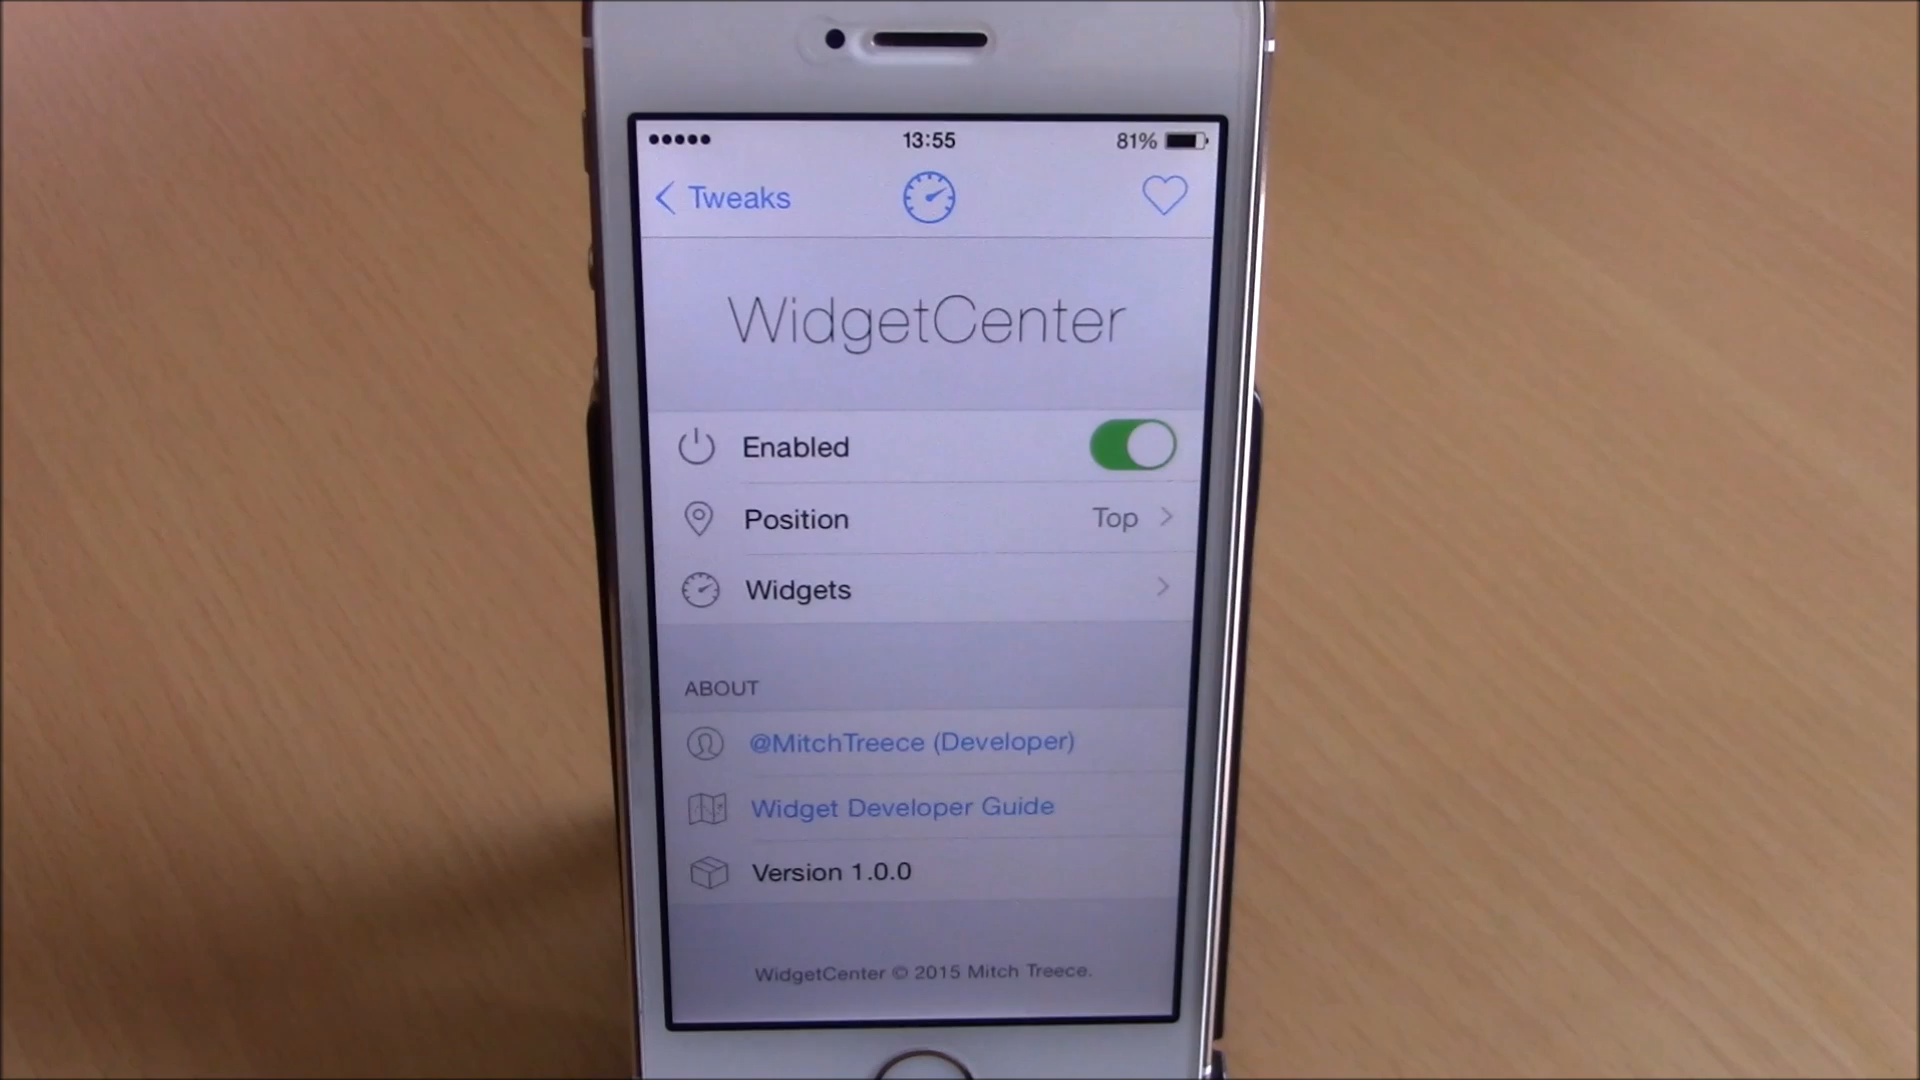 13:55
81%
Tweaks
WidgetCenter
Enabled
Position Top
Widgets
ABOUT
@MitchTreece (Developer)
Widget Developer Guide
Version 1.0.0
WidgetCenter © 2015 Mitch Treece.